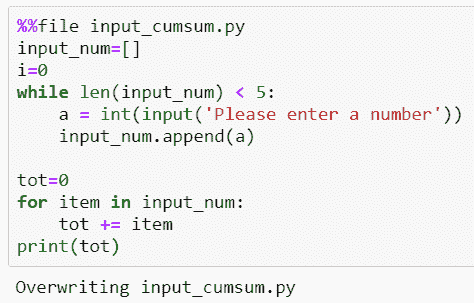 %%file input_cumsum.py
input_num=[]
i=0
while len(input_num) < 5:
    a = int(input('Please enter a number'))
    input_num.append(a)

tot=0
for item in input_num:
    tot += item
print(tot)
Overwriting input_cumsum.py